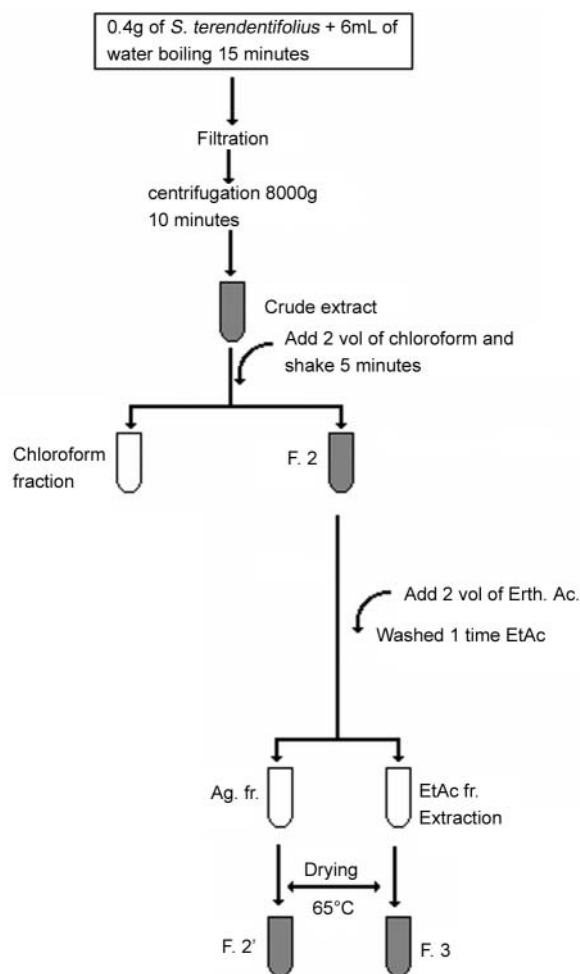 0.4g of S. terendentifolius + 6mL of
water boiling 15 minutes
Filtration
centrifugation 8000g
10 minutes
Crude extract
Add 2 vol of chloroform and
shake 5 minutes
Chloroform
fraction
F. 2
Add 2 vol of Erth. Ac.
Washed 1 time EtAc
Ag. fr.
EtAc fr.
Extraction
Drying
65°C
F. 2’
F. 3